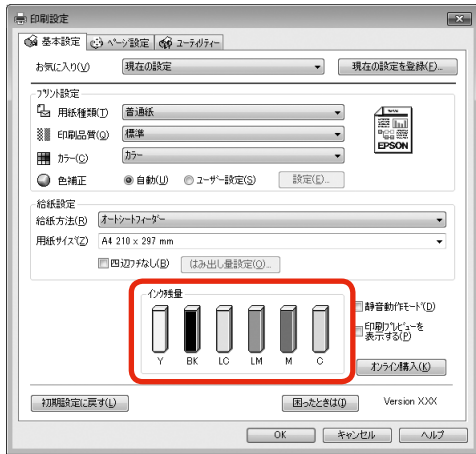 印刷設定
基本設定 ページ設定 ユーティリティー
お気に入り(V) 現在の設定 現在の設定を登録(F)...
プリント設定
用紙種類(T) 普通紙
印刷品質(Q) 標準
カラー(C) カラー
EPSON
色補正 自動(U) ユーザー設定(S) 設定(E)...
給紙設定
給紙方法(R) オートシートフィーダー
用紙サイズ(Z) A4 210 x 297 mm
四辺フチなし(B) はみ出し量設定(O)...
インク残量
Y BK LC LM M C
静音動作モード(D)
印刷プレビューを
表示する(P)
オンライン購入(K)
初期設定に戻す(L) 困ったときは(I) Version X.XX
OK キャンセル ヘルプ